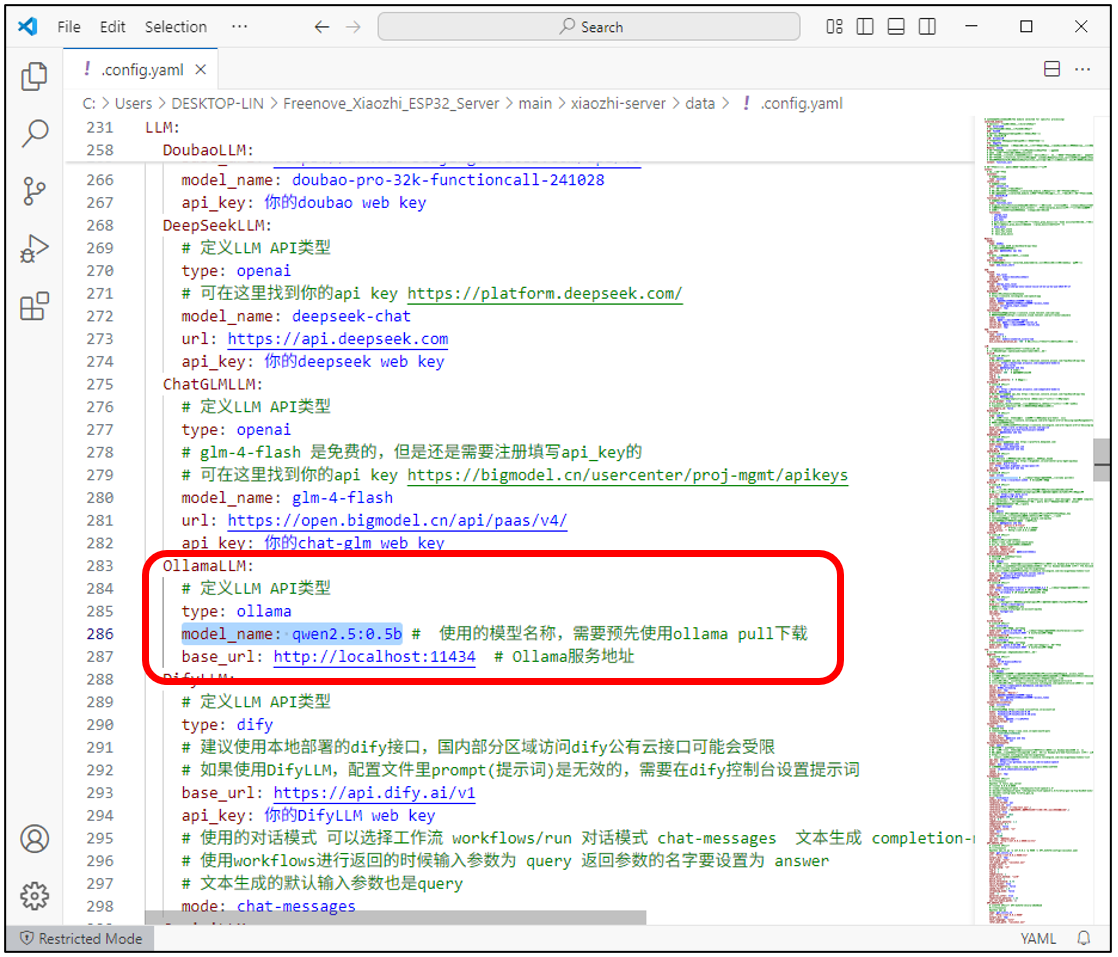 File Edit Selection ··· Search
! .config.yaml
C: > Users > DESKTOP-LIN > Freenove_Xiaozhi_ESP32_Server > main > xiaozhi-server > data > ! .config.yaml
231 LLM:
258 DoubaoLLM:
266 model_name: doubao-pro-32k-functioncall-241028
267 api_key: 你的doubao web key
268 DeepSeekLLM:
269 # 定义LLM API类型
270 type: openai
271 # 可在这里找到你的api key https://platform.deepseek.com/
272 model_name: deepseek-chat
273 url: https://api.deepseek.com
274 api_key: 你的deepseek web key
275 ChatGLMLLM:
276 # 定义LLM API类型
277 type: openai
278 # glm-4-flash 是免费的，但是还是需要注册填写api_key的
279 # 可在这里找到你的api key https://bigmodel.cn/usercenter/proj-mgmt/apikeys
280 model_name: glm-4-flash
281 url: https://open.bigmodel.cn/api/paas/v4/
282 api_key: 你的chat-glm web key
283 OllamaLLM:
284 # 定义LLM API类型
285 type: ollama
286 model_name: qwen2.5:0.5b # 使用的模型名称，需要预先使用ollama pull下载
287 base_url: http://localhost:11434 # Ollama服务地址
288 DifyLLM:
289 # 定义LLM API类型
290 type: dify
291 # 建议使用本地部署的dify接口，国内部分区域访问dify公有云接口可能会受限
292 # 如果使用DifyLLM，配置文件里prompt(提示词)是无效的，需要在dify控制台设置提示词
293 base_url: https://api.dify.ai/v1
294 api_key: 你的DifyLLM web key
295 # 使用的对话模式 可以选择工作流 workflows/run 对话模式 chat-messages 文本生成
296 # 使用workflows进行返回的时候输入参数为 query 返回参数的名字要设置为 answer
297 # 文本生成的默认输入参数也是query
298 mode: chat-messages
Restricted Mode YAML